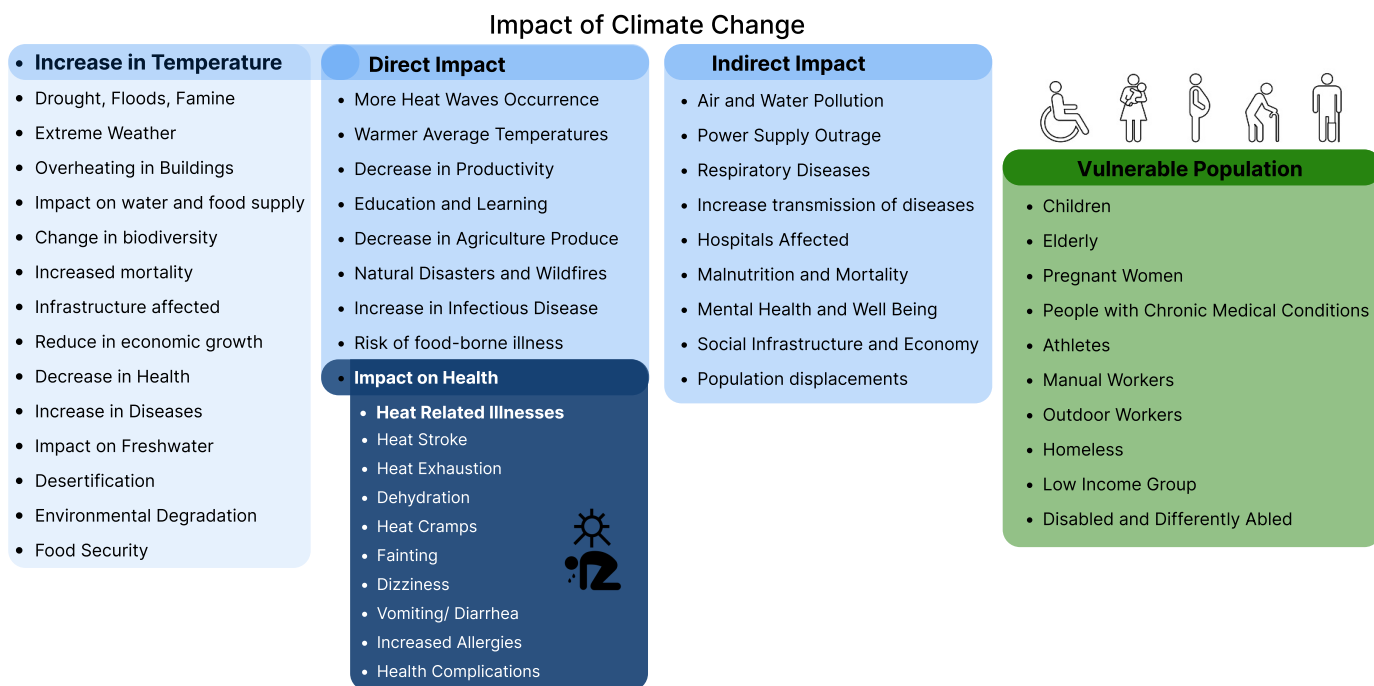 Impact of Climate Change
• Increase in Temperature
• Drought, Floods, Famine
• Extreme Weather
• Overheating in Buildings
• Impact on water and food supply
• Change in biodiversity
• Increased mortality
• Infrastructure affected
• Reduce in economic growth
• Decrease in Health
• Increase in Diseases
• Impact on Freshwater
• Desertification
• Environmental Degradation
• Food Security
Direct Impact
• More Heat Waves Occurrence
• Warmer Average Temperatures
• Decrease in Productivity
• Education and Learning
• Decrease in Agriculture Produce
• Natural Disasters and Wildfires
• Increase in Infectious Disease
• Risk of food-borne illness
• Impact on Health
• Heat Related Illnesses
• Heat Stroke
• Heat Exhaustion
• Dehydration
• Heat Cramps
• Fainting
• Dizziness
• Vomiting/ Diarrhea
• Increased Allergies
• Health Complications
Indirect Impact
• Air and Water Pollution
• Power Supply Outrage
• Respiratory Diseases
• Increase transmission of diseases
• Hospitals Affected
• Malnutrition and Mortality
• Mental Health and Well Being
• Social Infrastructure and Economy
• Population displacements
Vulnerable Population
• Children
• Elderly
• Pregnant Women
• People with Chronic Medical Conditions
• Athletes
• Manual Workers
• Outdoor Workers
• Homeless
• Low Income Group
• Disabled and Differently Abled